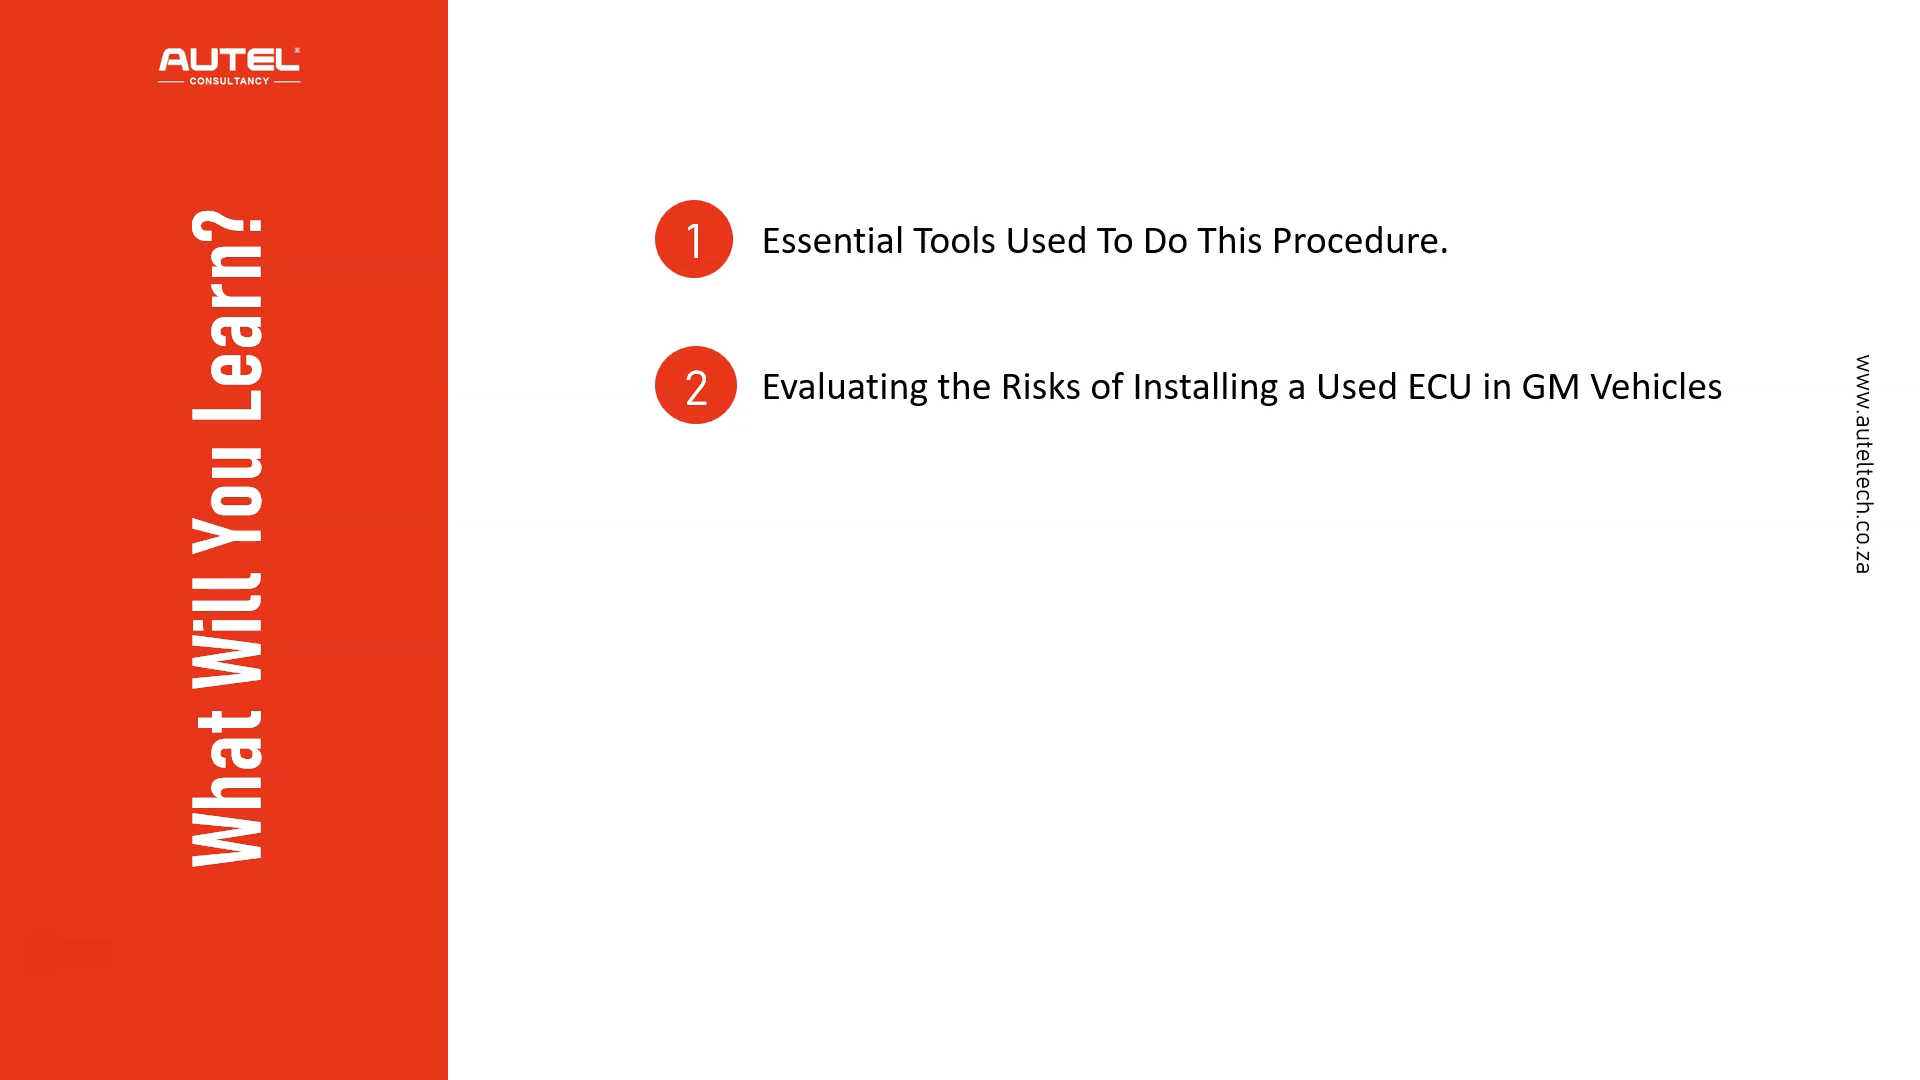 AUTEL®
CONSULTANCY
What Will You Learn?
1 Essential Tools Used To Do This Procedure.
2 Evaluating the Risks of Installing a Used ECU in GM Vehicles
www.auteltech.co.za